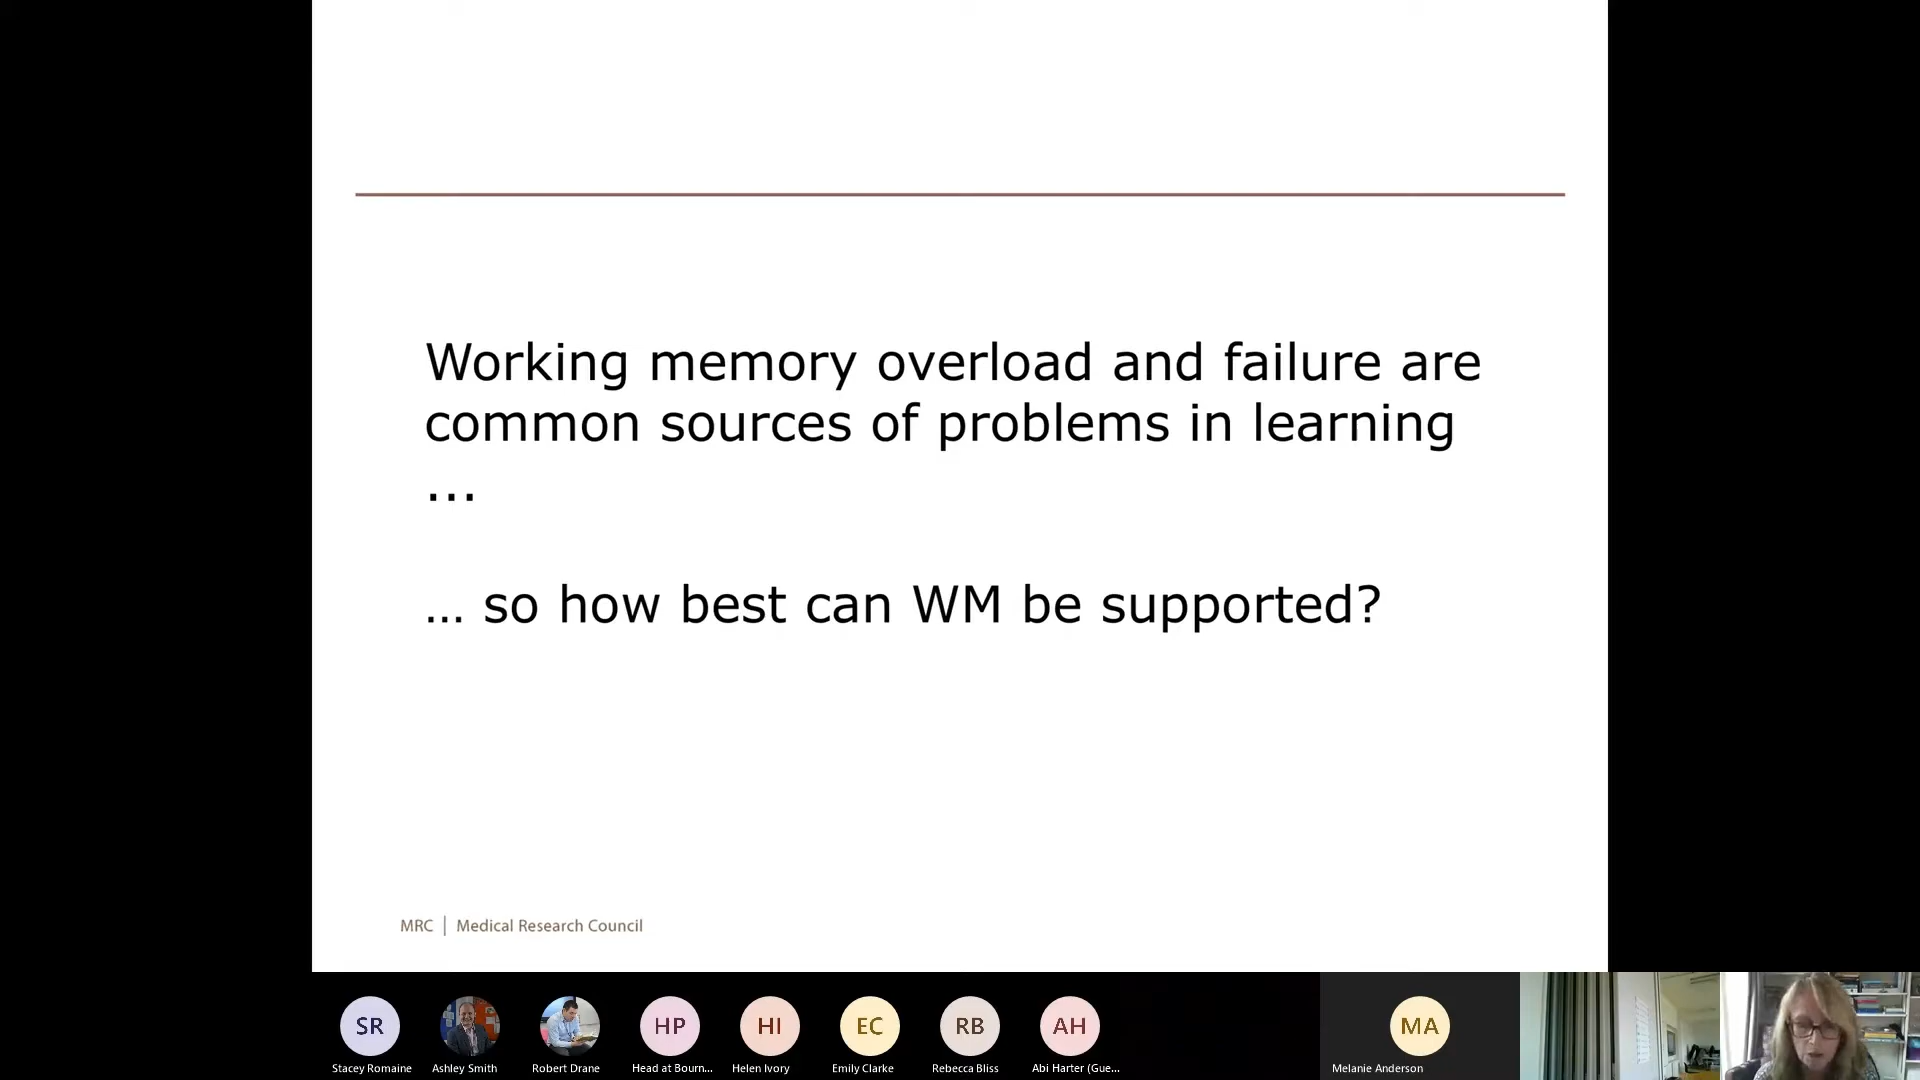 Working memory overload and failure are
common sources of problems in learning
...
… so how best can WM be supported?
MRC | Medical Research Council
SR
HP
HI
EC
RB
AH
MA
Stacey Romaine
Ashley Smith
Robert Drane
Head at Bourn...
Helen Ivory
Emily Clarke
Rebecca Bliss
Abi Harter (Gue...
Melanie Anderson